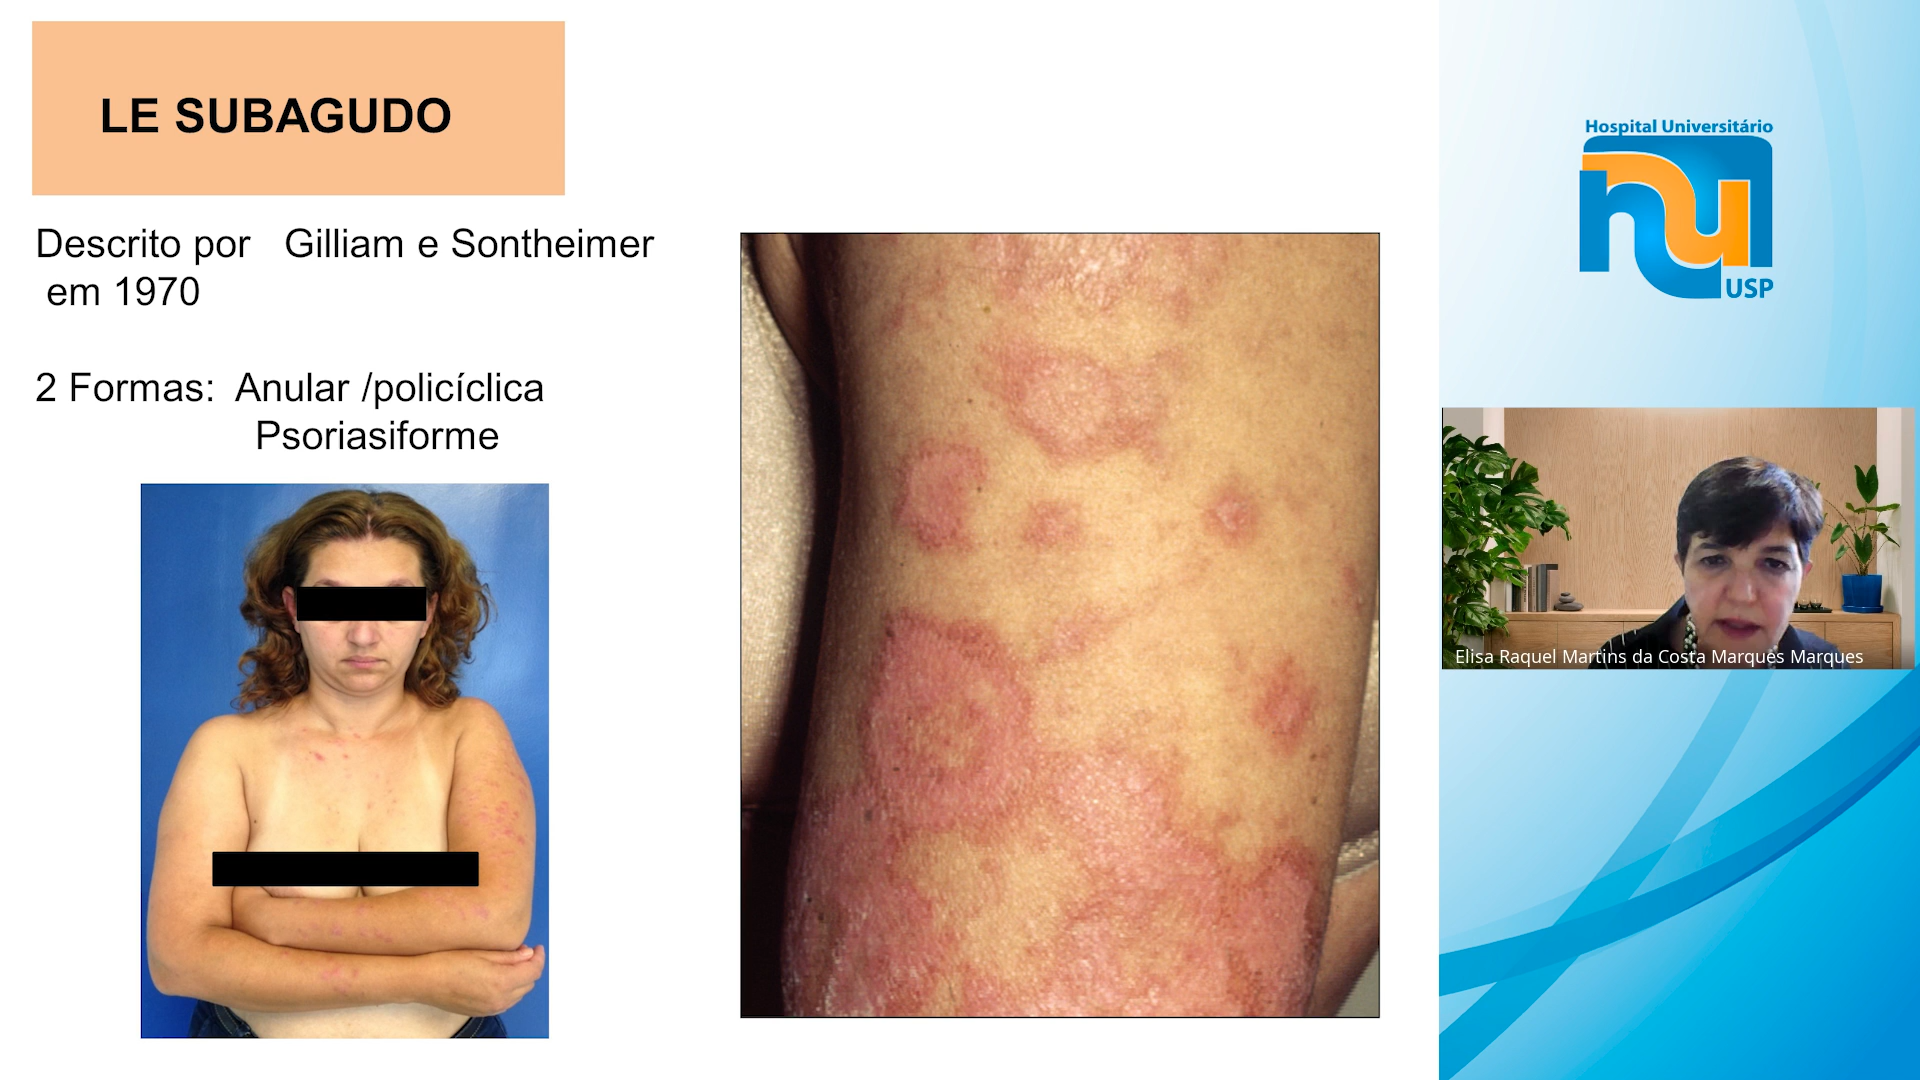 LE SUBAGUDO
Descrito por Gilliam e Sontheimer
em 1970
2 Formas: Anular /policíclica
Psoriasiforme
Hospital Universitário
hu
USP
Elisa Raquel Martins da Costa Marques Marques